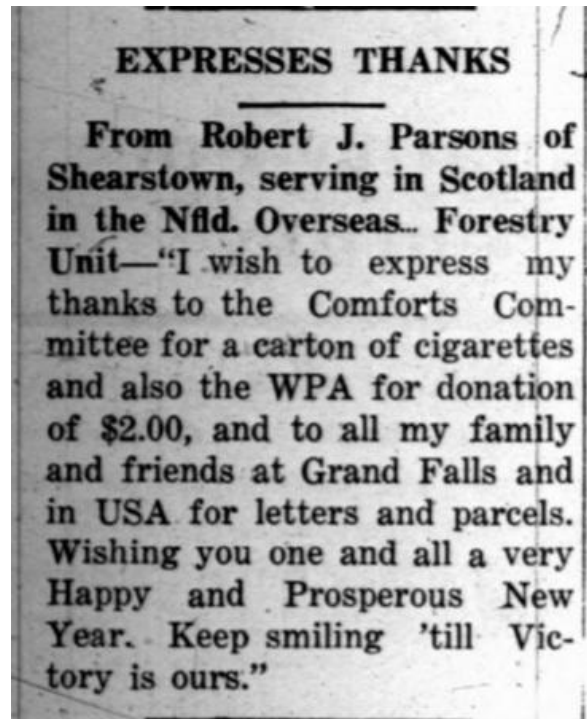 EXPRESSES THANKS
From Robert J. Parsons of
Shearstown, serving in Scotland
in the Nfld. Overseas... Forestry
Unit—“I wish to express my
thanks to the Comforts Com-
mittee for a carton of cigarettes
and also the WPA for donation
of $2.00, and to all my family
and friends at Grand Falls and
in USA for letters and parcels.
Wishing you one and all a very
Happy and Prosperous New
Year. Keep smiling ’till Vic-
tory is ours.”